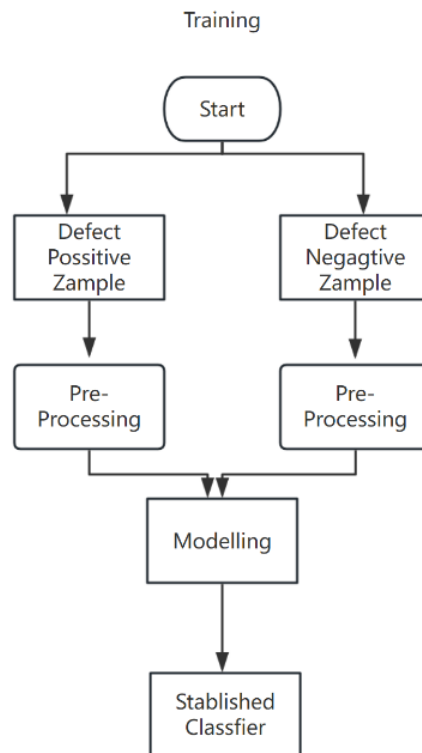 Training
Start
Defect
Possitive
Zample
Defect
Negagtive
Zample
Pre-
Processing
Pre-
Processing
Modelling
Stablished
Classfier